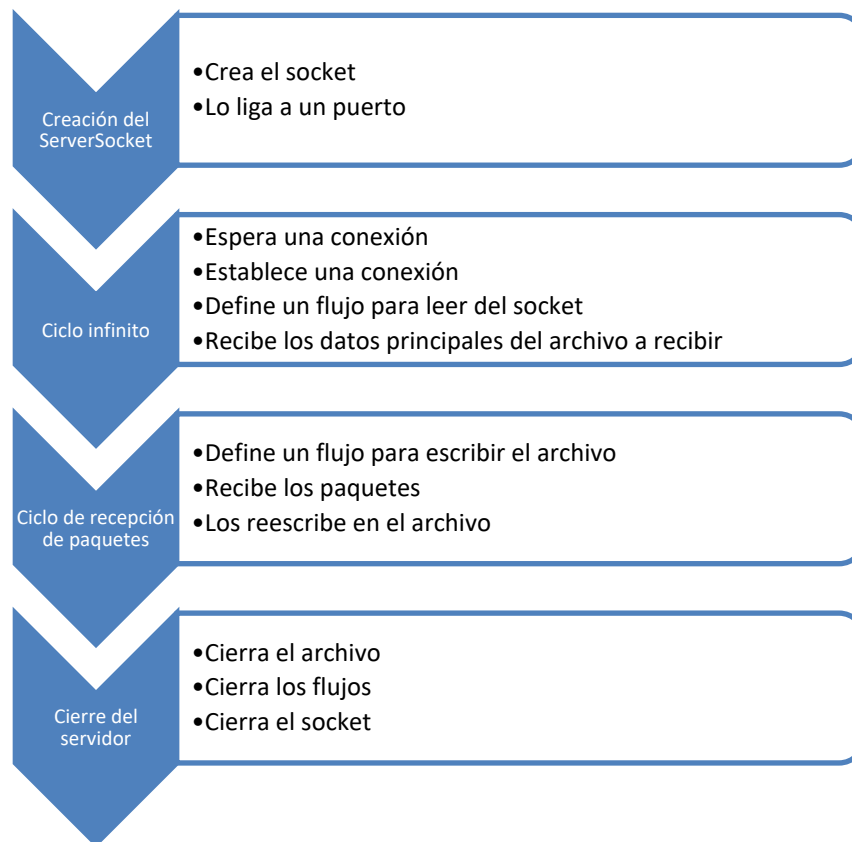 Creación del
ServerSocket
•Crea el socket
•Lo liga a un puerto
Ciclo infinito
•Espera una conexión
•Establece una conexión
•Define un flujo para leer del socket
•Recibe los datos principales del archivo a recibir
Ciclo de recepción
de paquetes
•Define un flujo para escribir el archivo
•Recibe los paquetes
•Los reescribe en el archivo
Cierre del
servidor
•Cierra el archivo
•Cierra los flujos
•Cierra el socket